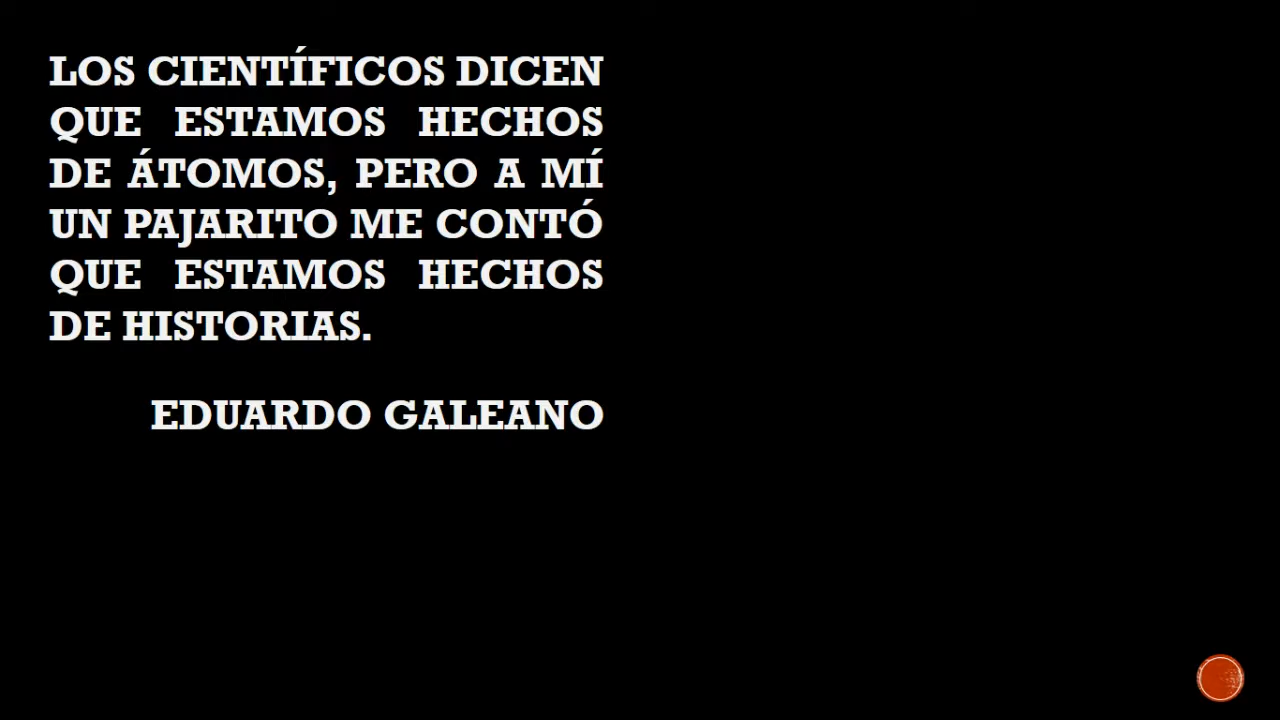 LOS CIENTÍFICOS DICEN
QUE ESTAMOS HECHOS
DE ÁTOMOS, PERO A MÍ
UN PAJARITO ME CONTÓ
QUE ESTAMOS HECHOS
DE HISTORIAS.
EDUARDO GALEANO